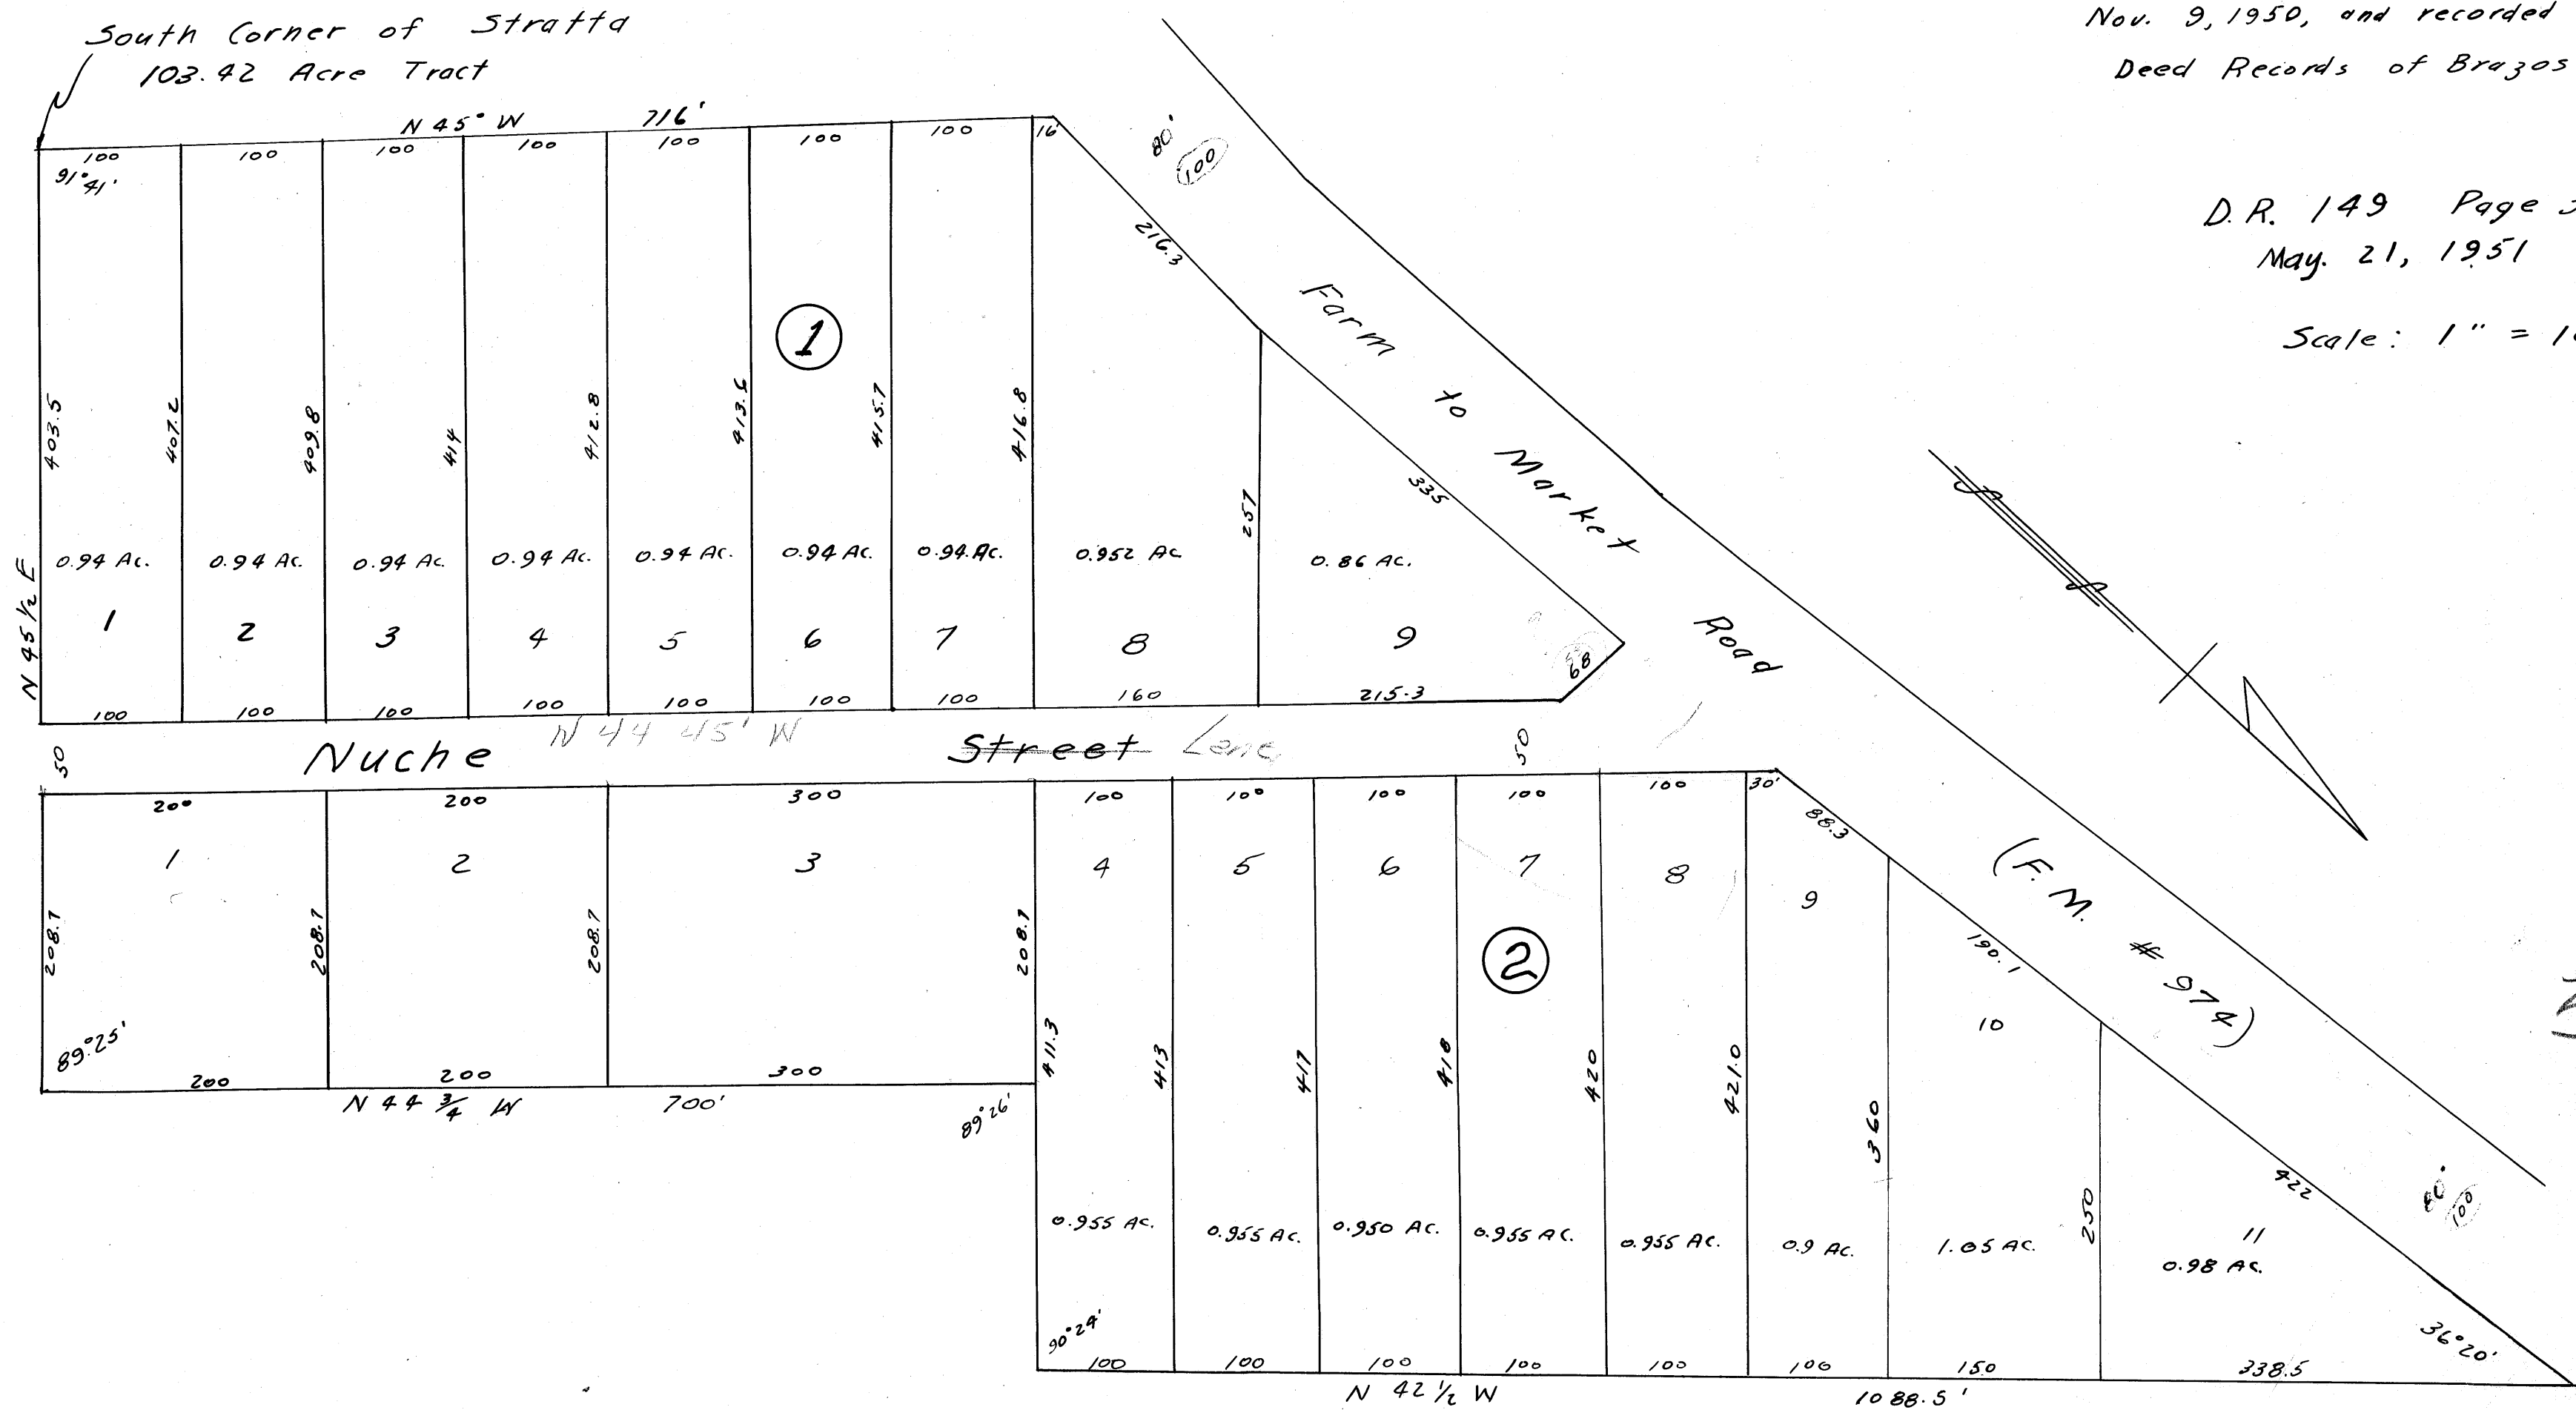 South Corner of Stratta
103.42 Acre Tract
Nov. 9, 1950, and recorded
Deed Records of Brazos
D.R. 149 Page
May. 21, 1951
Scale: 1" = 1
N 45° W 716'
100 100 100 100 100 100 100 16'
91°41'
80'
100
216.3
1
403.5 407.2 409.8 414 412.8 413.6 415.7 416.8 257
335
N 45 1/2 E
0.94 Ac. 0.94 Ac. 0.94 Ac. 0.94 Ac. 0.94 Ac. 0.94 Ac. 0.94 Ac. 0.952 Ac 0.86 Ac.
1 2 3 4 5 6 7 8 9
68
100 100 100 100 100 100 100 160 215.3
Farm to Market Road
(F. M. # 974)
N 44 45' W
50 Nuche Street Lane 50
200 200 300 100 100 100 100 100 30'
88.3
1 2 3 4 5 6 7 8 9
2
208.7 208.7 208.7 208.7
190.1
10
89°25'
200 200 300
N 44 3/4 W 700'
89°26'
411.3 413 417 418 420 421.0 360 250
422
80'
100
0.955 Ac. 0.955 Ac. 0.950 Ac. 0.955 Ac. 0.955 Ac. 0.9 Ac. 1.05 Ac.
11
0.98 Ac.
90°24'
36°20'
100 100 100 100 100 100 150 338.5
N 42 1/2 W 1088.5'